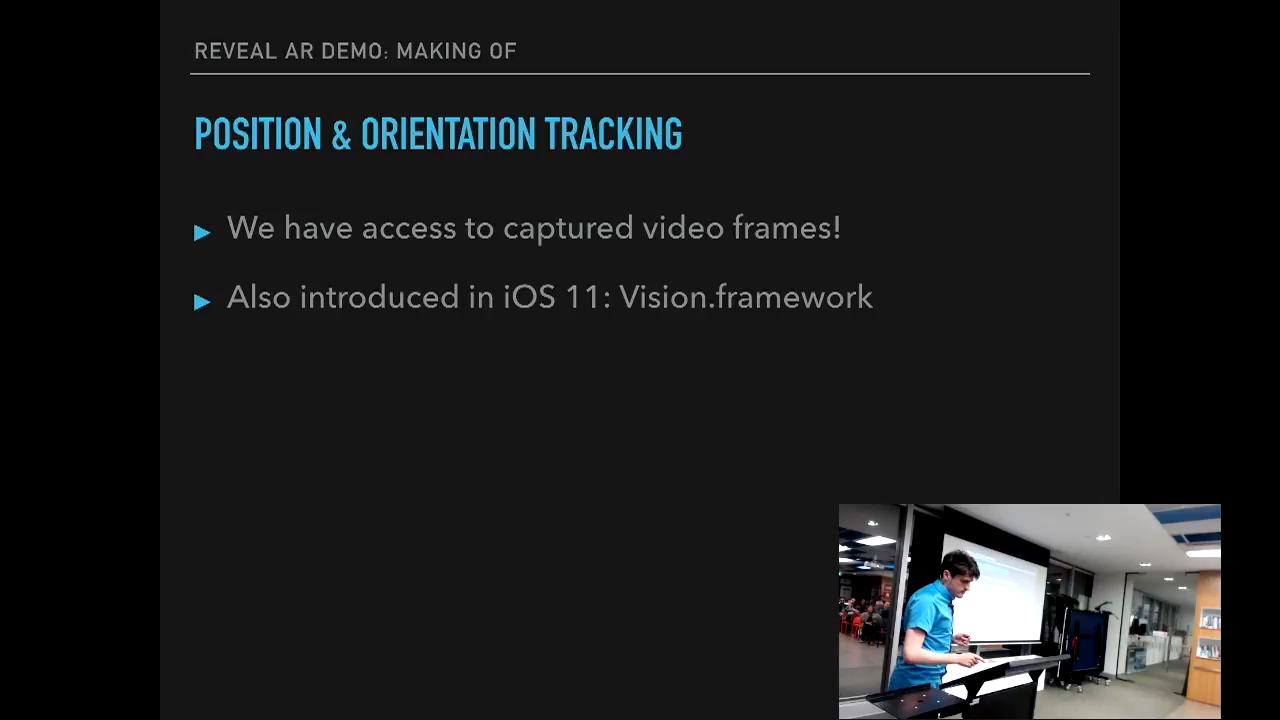 REVEAL AR DEMO: MAKING OF
POSITION & ORIENTATION TRACKING
We have access to captured video frames!
Also introduced in iOS 11: Vision.framework